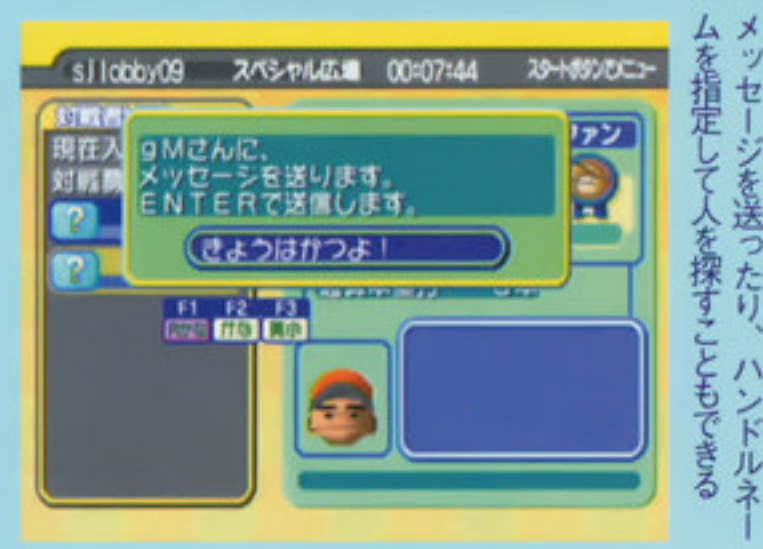 メッセージを送ったり、ハンドルネー
ムを指定して人を探すこともできる
sjlobby09 スペシャル広場 00:07:44 スタートボタンでメニュー
対戦者
現在入
対戦
ファン
gMさんに、
メッセージを送ります。
ENTERで送信します。
きょうはかつよ！
?
?
F1 F2 F3